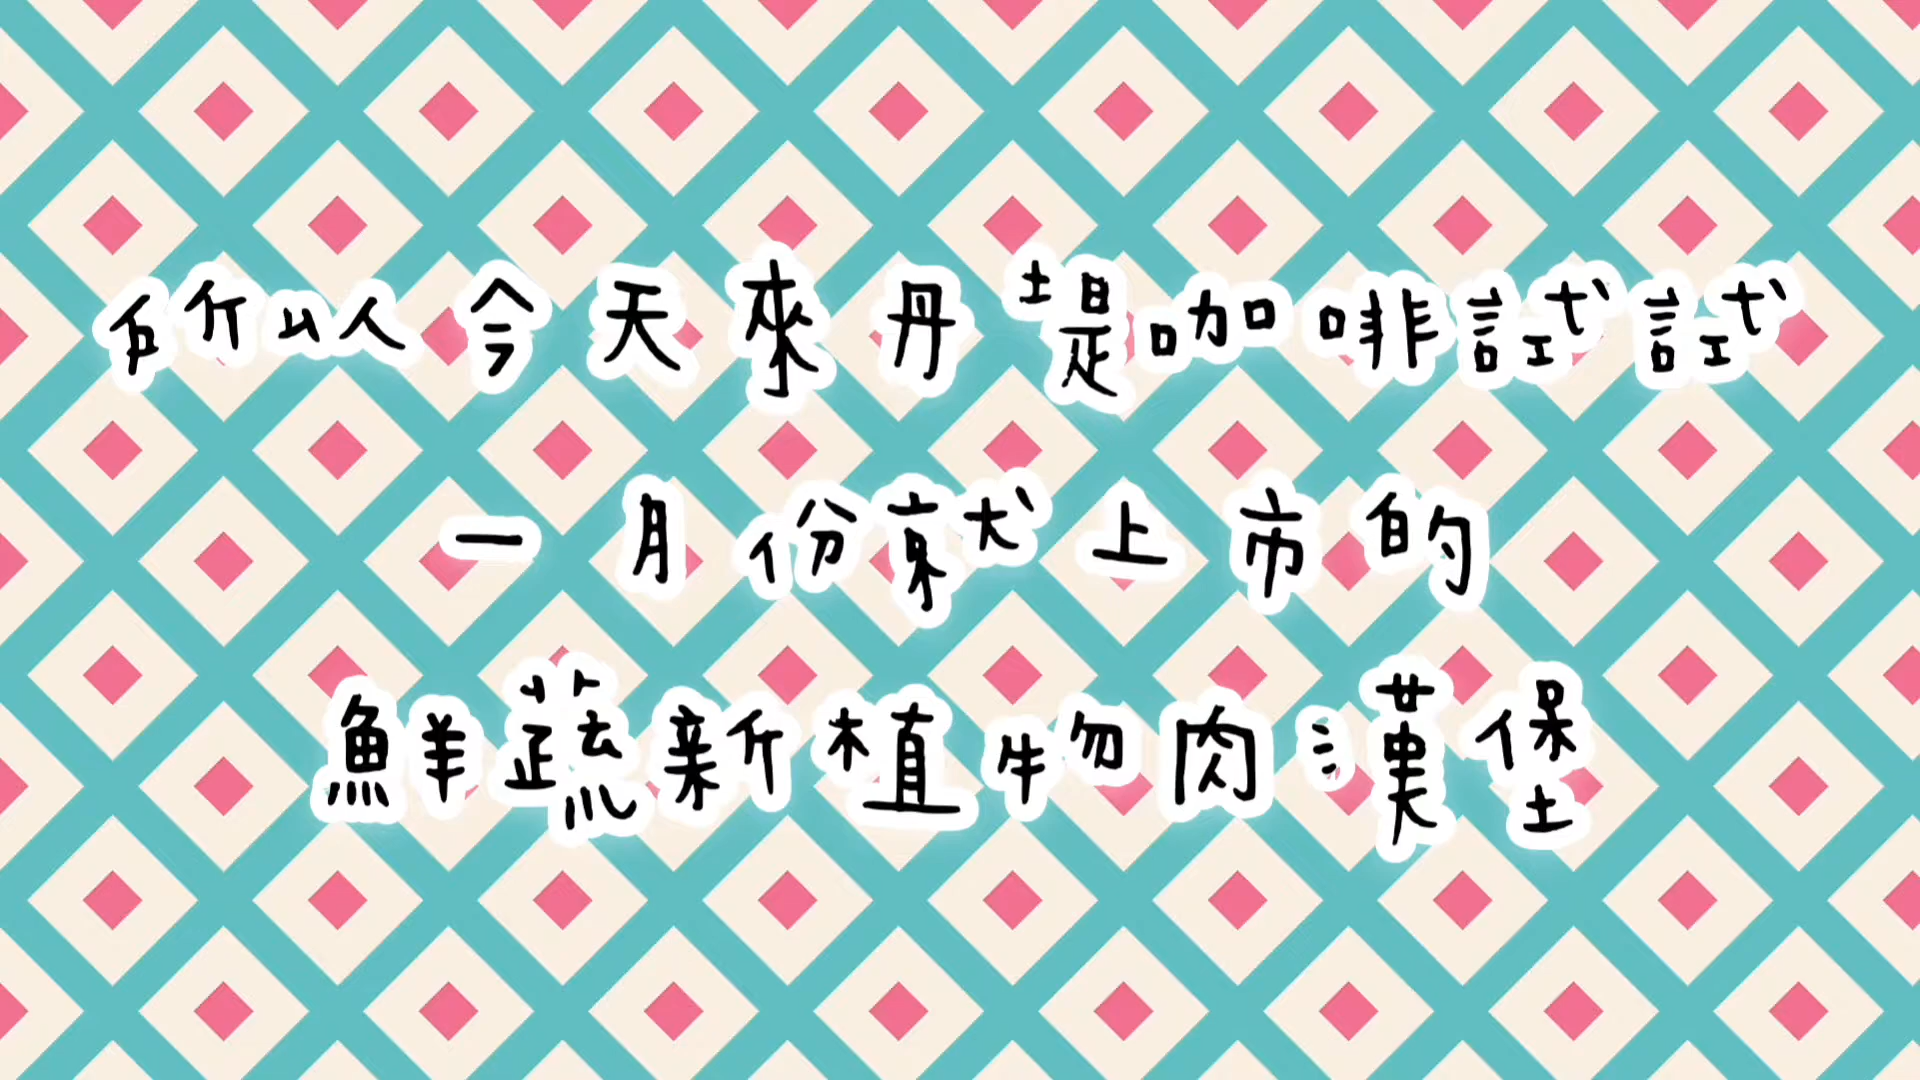 所以今天來丹堤咖啡試試
一月份就上市的
鮮蔬新植物肉漢堡